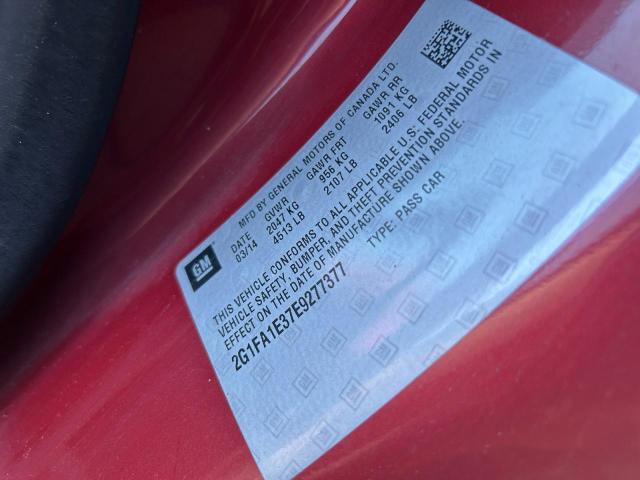 MFD BY GENERAL MOTORS OF CANADA LTD.
DATE GVWR GAWR FRT GAWR RR
03/14 2047 KG 956 KG 1091 KG
4513 LB 2107 LB 2406 LB
THIS VEHICLE CONFORMS TO ALL APPLICABLE U.S. FEDERAL MOTOR
VEHICLE SAFETY, BUMPER, AND THEFT PREVENTION STANDARDS IN
EFFECT ON THE DATE OF MANUFACTURE SHOWN ABOVE.
2G1FA1E37E9277377 TYPE: PASS CAR
GM